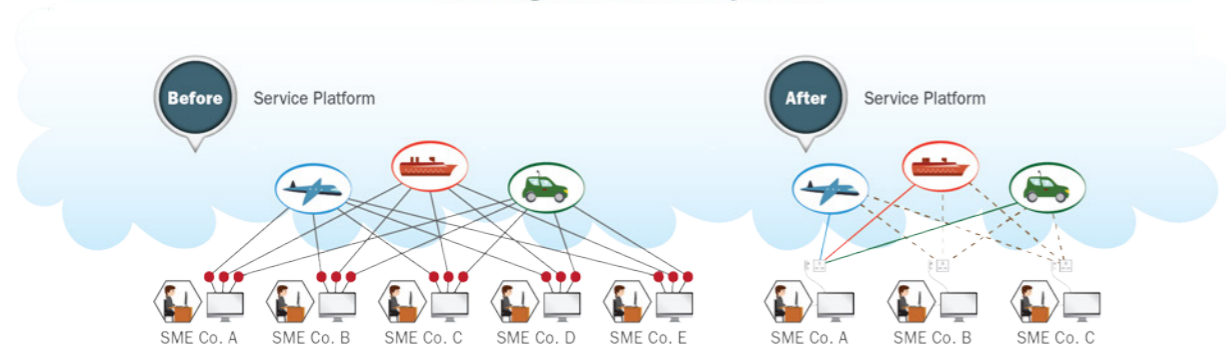 Before
Service Platform
SME Co. A
SME Co. B
SME Co. C
SME Co. D
SME Co. E
After
Service Platform
SME Co. A
SME Co. B
SME Co. C